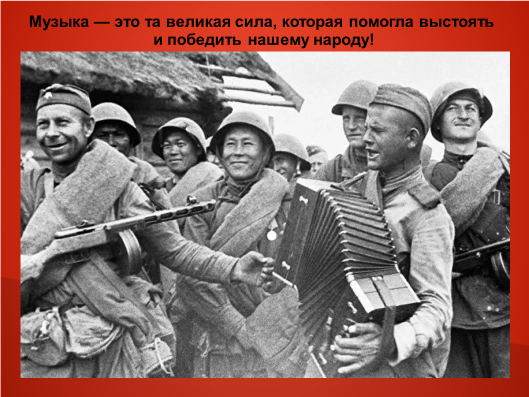 Музыка — это та великая сила, которая помогла выстоять
и победить нашему народу!